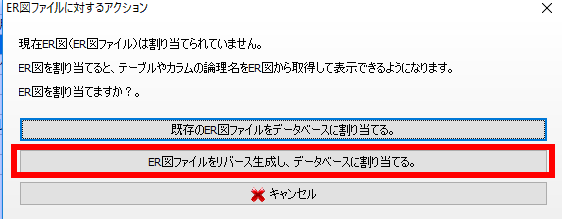 ER図ファイルに対するアクション
現在ER図(ER図ファイル)は割り当てられていません。
ER図を割り当てると、テーブルやカラムの論理名をER図から取得して表示できるようになります。
ER図を割り当てますか？。
既存のER図ファイルをデータベースに割り当てる。
ER図ファイルをリバース生成し、データベースに割り当てる。
キャンセル